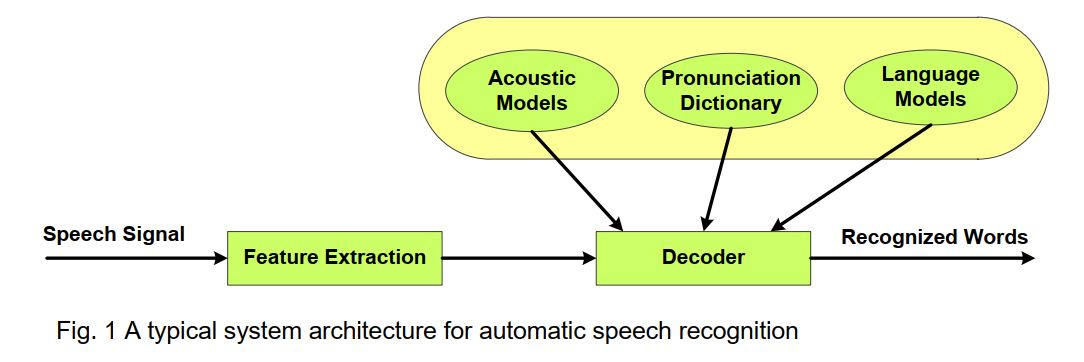 Acoustic
Models
Pronunciation
Dictionary
Language
Models
Speech Signal
Feature Extraction
Decoder
Recognized Words
Fig. 1 A typical system architecture for automatic speech recognition